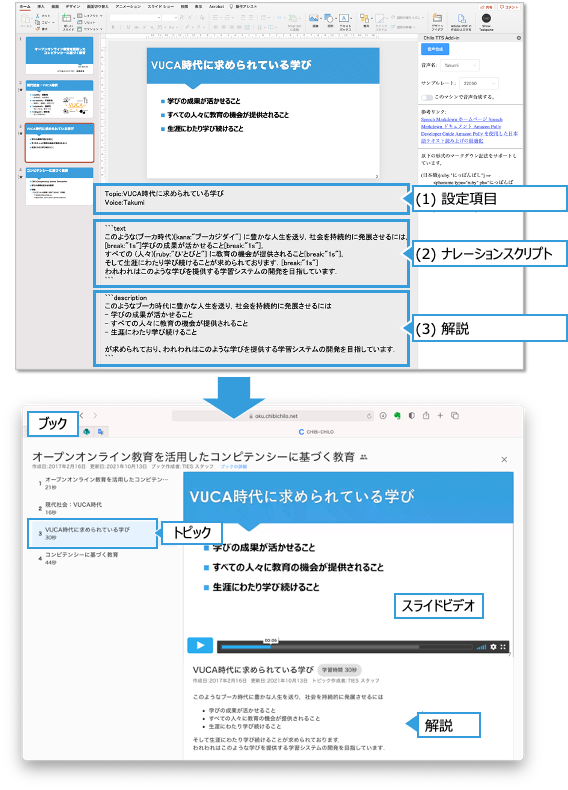 ホーム 挿入 描画 デザイン 画面切り替え アニメーション スライド ショー 校閲 表示 Acrobat 操作アシスト
共有 コメント
Chilo TTS Add-in
音声合成
音声名: Takumi
サンプルレート: 22050
このマシンで音声合成する。
参考リンク:
Speech Markdown ホームページ Speech
Markdown ドキュメント Amazon Polly
Developer Guide Amazon Polly を使用した日本
語テキスト読み上げの最適化
以下の形式のマークダウン記法をサポートし
ています。
VUCA時代に求められている学び
学びの成果が活かせること
すべての人々に教育の機会が提供されること
生涯にわたり学び続けること
Topic:VUCA時代に求められている学び
Voice:Takumi
(1) 設定項目
```text
このような(ブーカ時代)[kana:"ブーカジダイ"] に豊かな人生を送り, 社会を持続的に発展させるには,
[break:"1s"]学びの成果が活かせること[break:"1s"],
すべての (人々)[ruby:"ひとびと"] に教育の機会が提供されること[break:"1s"],
そして生涯にわたり学び続けることが求められております. [break:"1s"]
われわれはこのような学びを提供する学習システムの開発を目指しています.
```
(2) ナレーションスクリプト
```description
このようなブーカ時代に豊かな人生を送り, 社会を持続的に発展させるには
- 学びの成果が活かせること
- すべての人々に教育の機会が提供されること
- 生涯にわたり学び続けること
が求められており、われわれはこのような学びを提供する学習システムの開発を目指しています.
```
(3) 解説
ブック
oku.chibichilo.net
CHIBI-CHILO
オープンオンライン教育を活用したコンピテンシーに基づく教育
作成日:2017年2月16日 更新日:2021年10月13日 ブック作成者:TIES スタッフ ブックの詳細
1 オープンオンライン教育を活用したコンピテン…
21秒
2 現代社会：VUCA時代
16秒
3 VUCA時代に求められている学び
30秒
4 コンピテンシーに基づく教育
44秒
トピック
VUCA時代に求められている学び
学びの成果が活かせること
すべての人々に教育の機会が提供されること
生涯にわたり学び続けること
スライドビデオ
00:06
VUCA時代に求められている学び 学習時間 30秒
作成日:2017年2月16日 更新日:2021年10月13日 トピック作成者:TIES スタッフ
このようなブーカ時代に豊かな人生を送り、社会を持続的に発展させるには
• 学びの成果が活かせること
• すべての人々に教育の機会が提供されること
• 生涯にわたり学び続けること
そして生涯にわたり学び続けることが求められております.
われわれはこのような学びを提供する学習システムの開発を目指しています.
解説